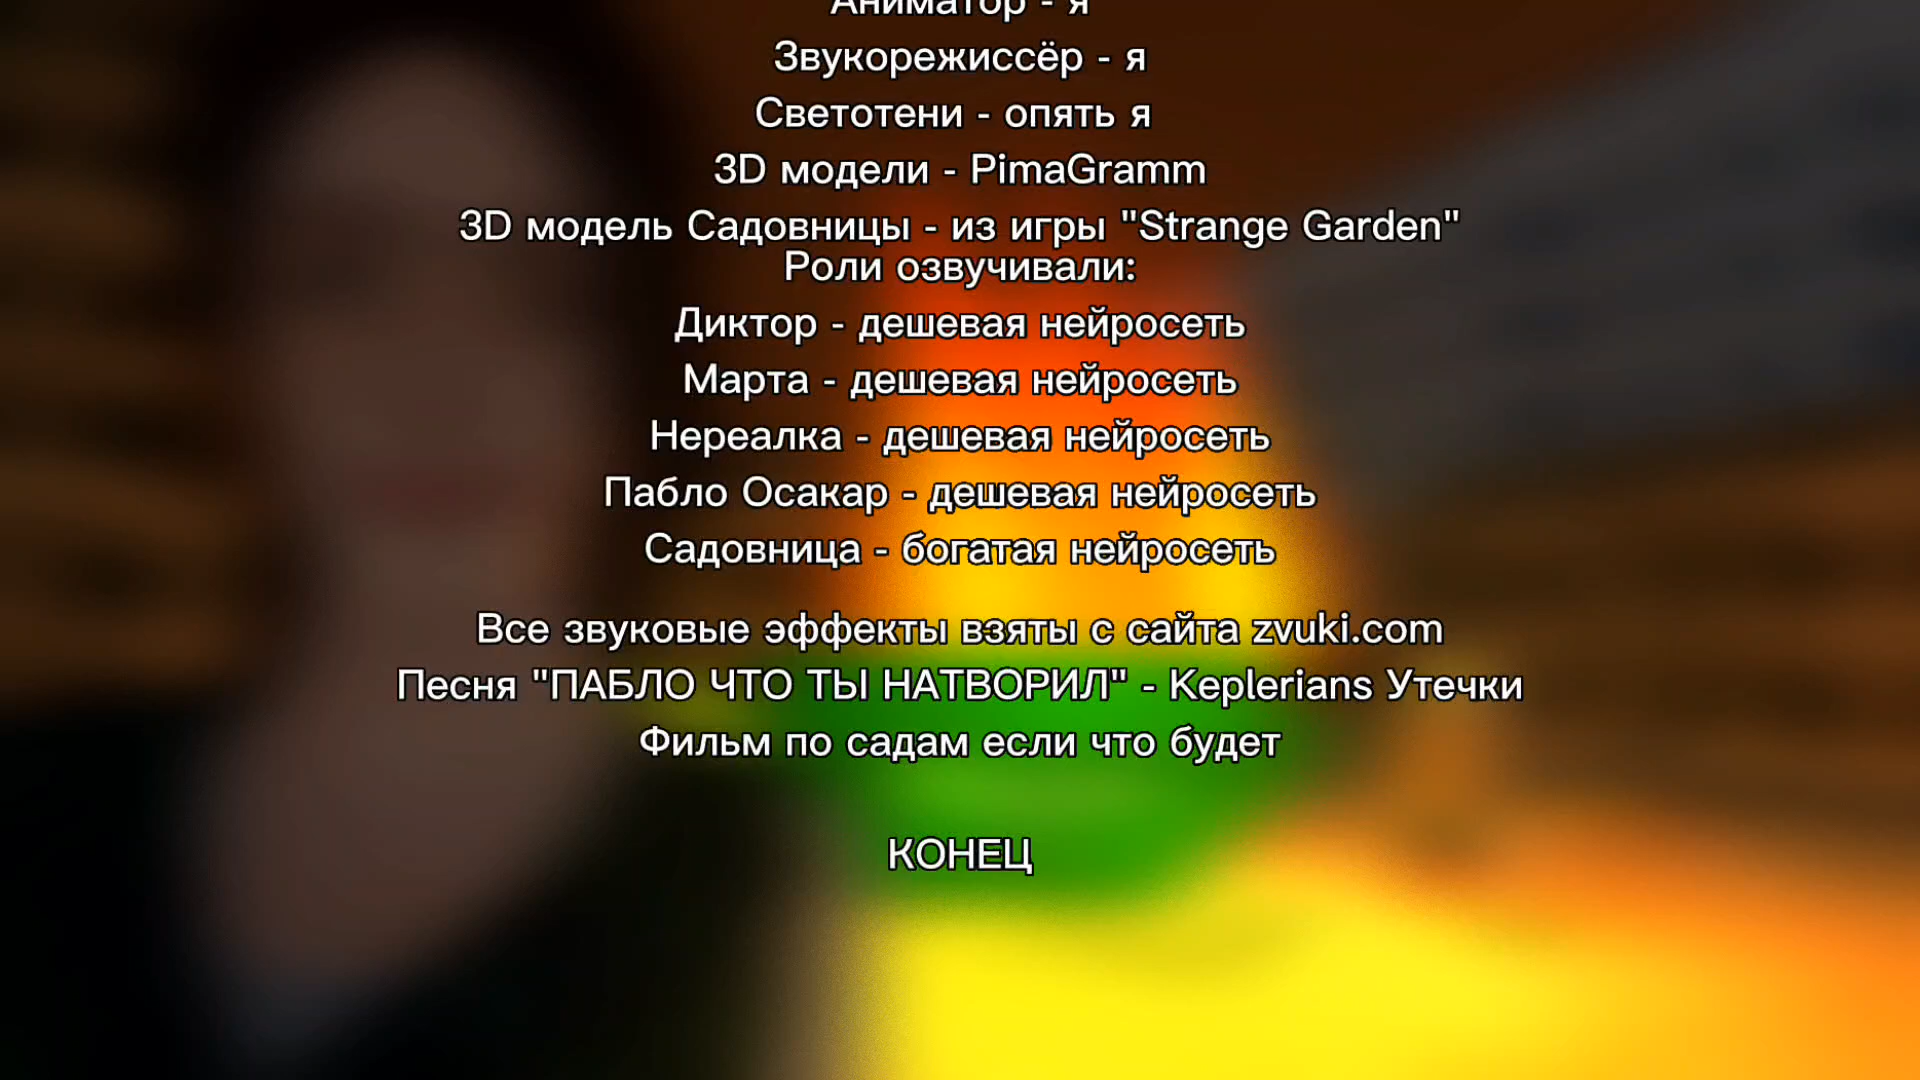 Аниматор - я
Звукорежиссёр - я
Светотени - опять я
3D модели - PimaGramm
3D модель Садовницы - из игры "Strange Garden"
Роли озвучивали:
Диктор - дешевая нейросеть
Марта - дешевая нейросеть
Нереалка - дешевая нейросеть
Пабло Осакар - дешевая нейросеть
Садовница - богатая нейросеть
Все звуковые эффекты взяты с сайта zvuki.com
Песня "ПАБЛО ЧТО ТЫ НАТВОРИЛ" - Keplerians Утечки
Фильм по садам если что будет
КОНЕЦ